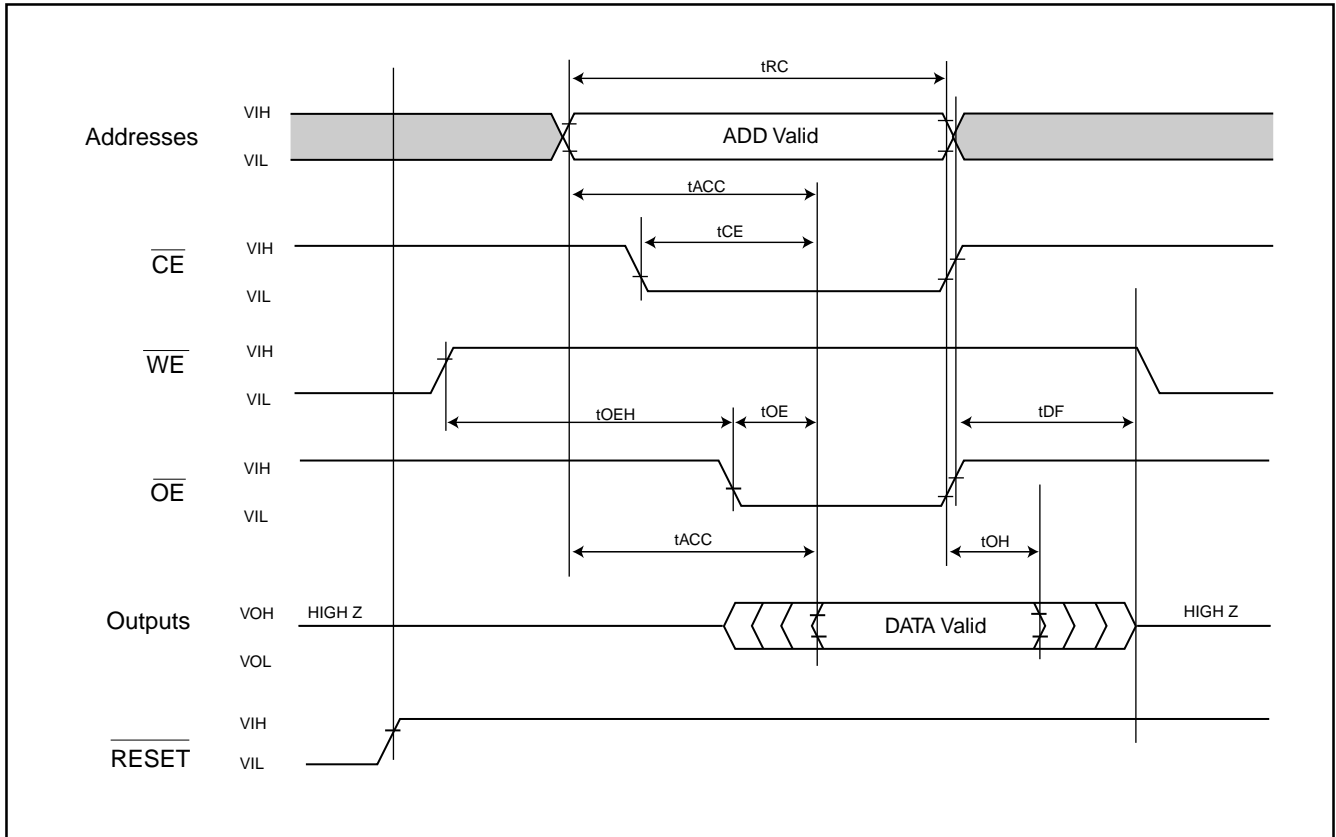 tRC
VIH
Addresses
ADD Valid
VIL
tACC
tCE
VIH
CE
VIL
VIH
WE
VIL
tOEH
tOE
tDF
VIH
OE
VIL
tACC
tOH
VOH
HIGH Z
HIGH Z
Outputs
DATA Valid
VOL
VIH
RESET
VIL